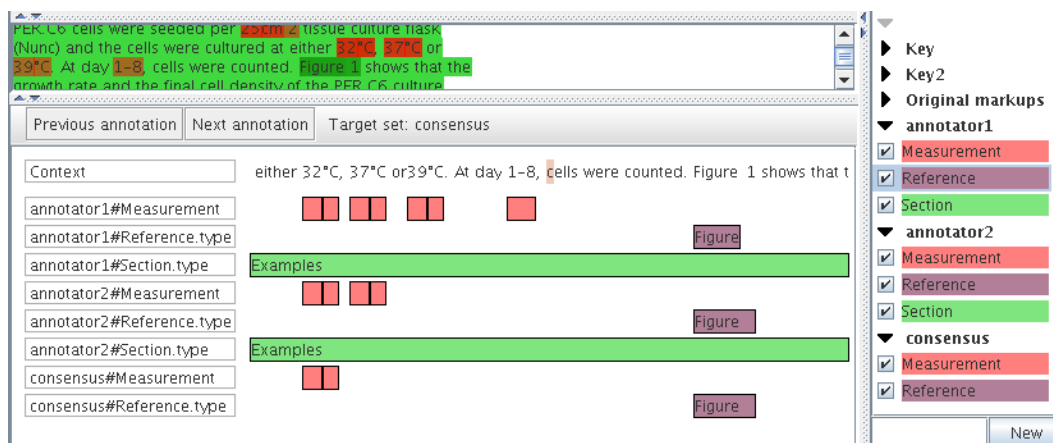 PER.C6 cells were seeded per 25cm 2 tissue culture flask
(Nunc) and the cells were cultured at either 32°C, 37°C or
39°C. At day 1-8, cells were counted. Figure 1 shows that the
growth rate and the final cell density of the PER.C6 culture
Previous annotation Next annotation Target set: consensus
Context either 32°C, 37°C or39°C. At day 1-8, cells were counted. Figure 1 shows that t
annotator1#Measurement
annotator1#Reference.type Figure
annotator1#Section.type Examples
annotator2#Measurement
annotator2#Reference.type Figure
annotator2#Section.type Examples
consensus#Measurement
consensus#Reference.type Figure
Key
Key2
Original markups
annotator1
Measurement
Reference
Section
annotator2
Measurement
Reference
Section
consensus
Measurement
Reference
New